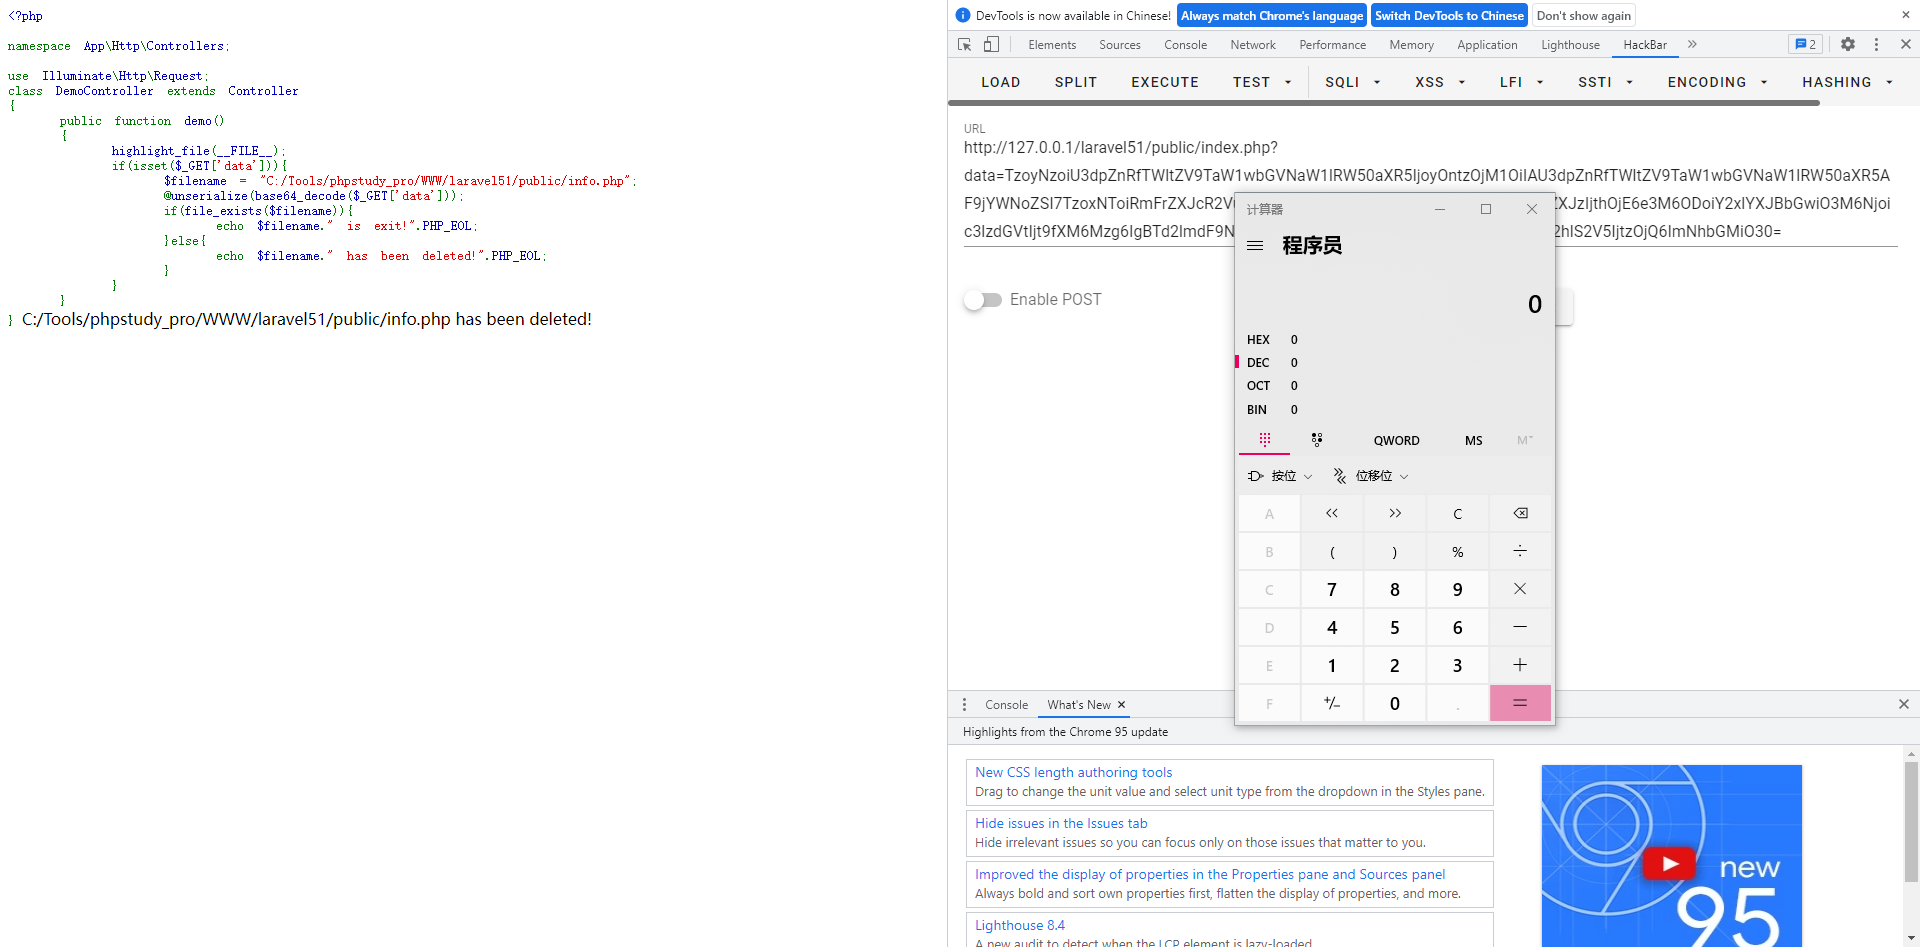 <?php
namespace App\Http\Controllers;
use Illuminate\Http\Request;
class DemoController extends Controller
{
public function demo()
{
highlight_file(__FILE__);
if(isset($_GET['data'])){
$filename = "C:/Tools/phpstudy_pro/WWW/laravel51/public/info.php";
@unserialize(base64_decode($_GET['data']));
if(file_exists($filename)){
echo $filename." is exit!".PHP_EOL;
}else{
echo $filename." has been deleted!".PHP_EOL;
}
}
}
} C:/Tools/phpstudy_pro/WWW/laravel51/public/info.php has been deleted!
DevTools is now available in Chinese! Always match Chrome's language Switch DevTools to Chinese Don't show again
Elements Sources Console Network Performance Memory Application Lighthouse HackBar 2
LOAD SPLIT EXECUTE TEST SQLI XSS LFI SSTI ENCODING HASHING
URL
http://127.0.0.1/laravel51/public/index.php?
Enable POST
计算器
程序员
0
HEX 0
DEC 0
OCT 0
BIN 0
QWORD MS M
按位 位移位
A << >> C
B ( ) % ÷
C 7 8 9 ×
D 4 5 6 −
E 1 2 3 +
F +/− 0 . =
Console What's New
Highlights from the Chrome 95 update
New CSS length authoring tools
Drag to change the unit value and select unit type from the dropdown in the Styles pane.
Hide issues in the Issues tab
Hide irrelevant issues so you can focus only on those issues that matter to you.
Improved the display of properties in the Properties pane and Sources panel
Always bold and sort own properties first, flatten the display of properties, and more.
Lighthouse 8.4
A new audit to detect when the LCP element is lazy-loaded
new
95